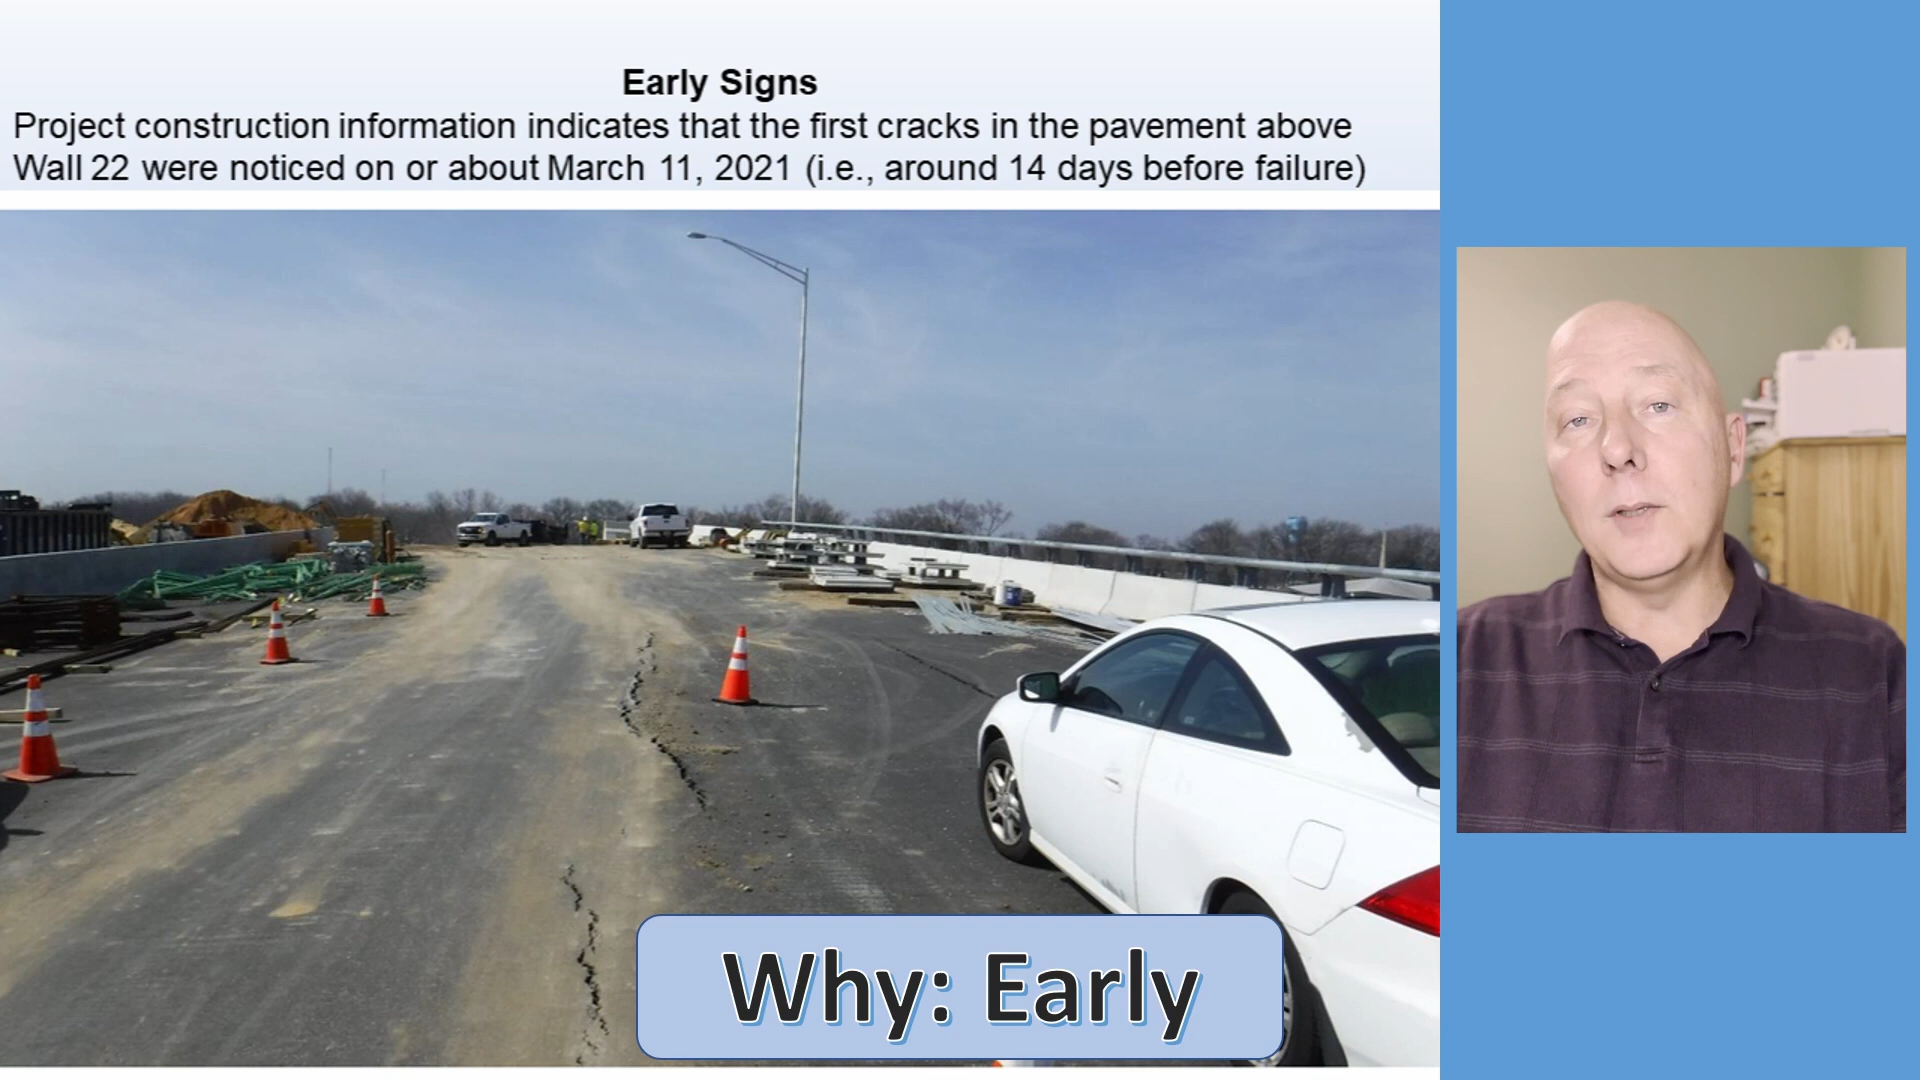 Early Signs
Project construction information indicates that the first cracks in the pavement above
Wall 22 were noticed on or about March 11, 2021 (i.e., around 14 days before failure)
Why: Early